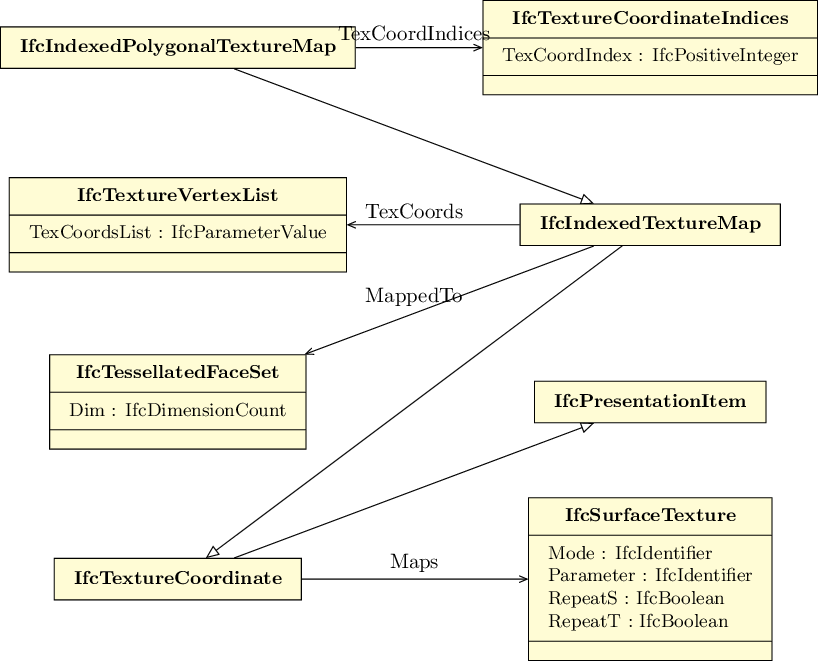 IfcIndexedPolygonalTextureMap
TexCoordIndices
IfcTextureCoordinateIndices
TexCoordIndex : IfcPositiveInteger
IfcTextureVertexList
TexCoordsList : IfcParameterValue
TexCoords
IfcIndexedTextureMap
MappedTo
IfcTessellatedFaceSet
Dim : IfcDimensionCount
IfcPresentationItem
IfcTextureCoordinate
Maps
IfcSurfaceTexture
Mode : IfcIdentifier
Parameter : IfcIdentifier
RepeatS : IfcBoolean
RepeatT : IfcBoolean